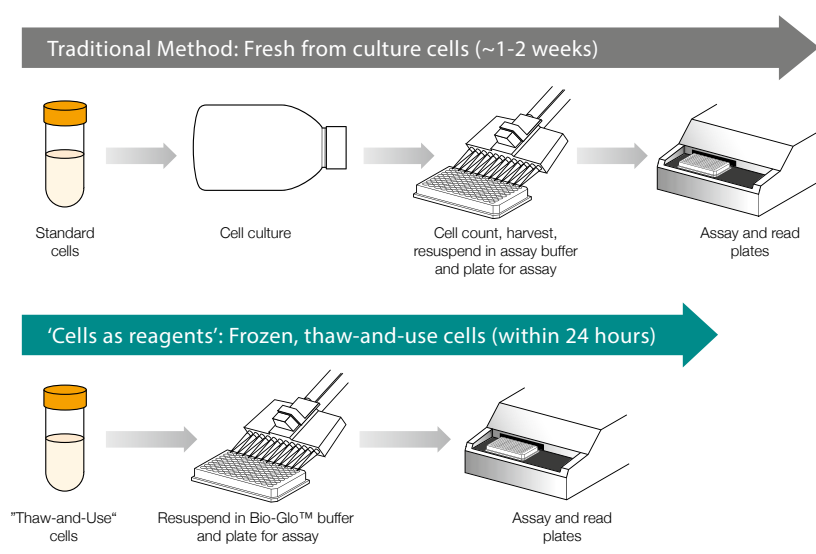 Traditional Method: Fresh from culture cells (~1-2 weeks)
Standard
cells
Cell culture
Cell count, harvest,
resuspend in assay buffer
and plate for assay
Assay and read
plates
‘Cells as reagents’: Frozen, thaw-and-use cells (within 24 hours)
”Thaw-and-Use“
cells
Resuspend in Bio-Glo™ buffer
and plate for assay
Assay and read
plates